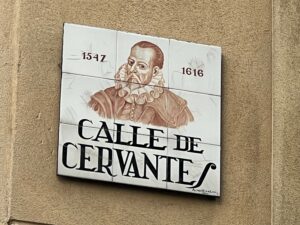 1547 1616
CALLE DE
CERVANTES